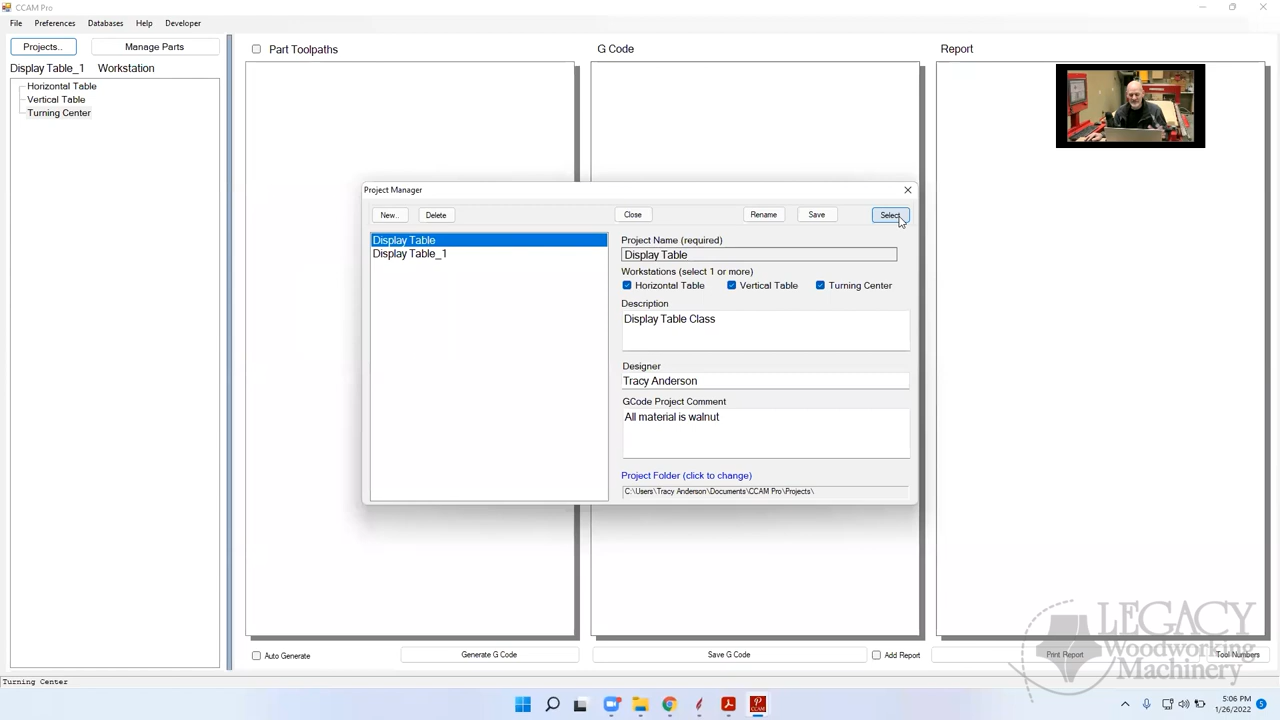 CCAM Pro
File Preferences Databases Help Developer
Projects.. Manage Parts
Display Table_1 Workstation
Horizontal Table
Vertical Table
Turning Center
Part Toolpaths
G Code
Report
Project Manager
New.. Delete Close Rename Save Select
Display Table
Display Table_1
Project Name (required)
Display Table
Workstations (select 1 or more)
Horizontal Table Vertical Table Turning Center
Description
Display Table Class
Designer
Tracy Anderson
GCode Project Comment
All material is walnut
Project Folder (click to change)
C:\Users\Tracy Anderson\Documents\CCAM Pro\Projects\
Auto Generate Generate G Code Save G Code Add Report Print Report Tool Numbers
LEGACY
Woodworking
Machinery
Turning Center
5:06 PM
1/26/2022